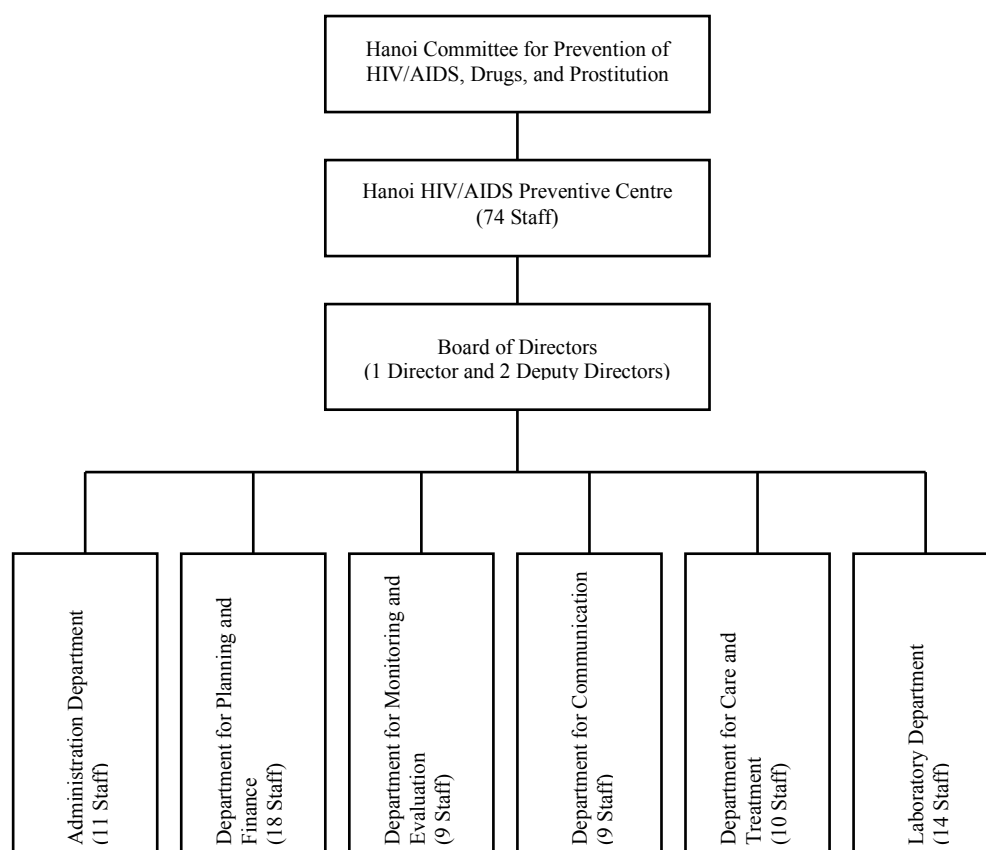 Hanoi Committee for Prevention of
HIV/AIDS, Drugs, and Prostitution
Hanoi HIV/AIDS Preventive Centre
(74 Staff)
Board of Directors
(1 Director and 2 Deputy Directors)
Administration Department
(11 Staff)
Department for Planning and
Finance
(18 Staff)
Department for Monitoring and
Evaluation
(9 Staff)
Department for Communication
(9 Staff)
Department for Care and
Treatment
(10 Staff)
Laboratory Department
(14 Staff)